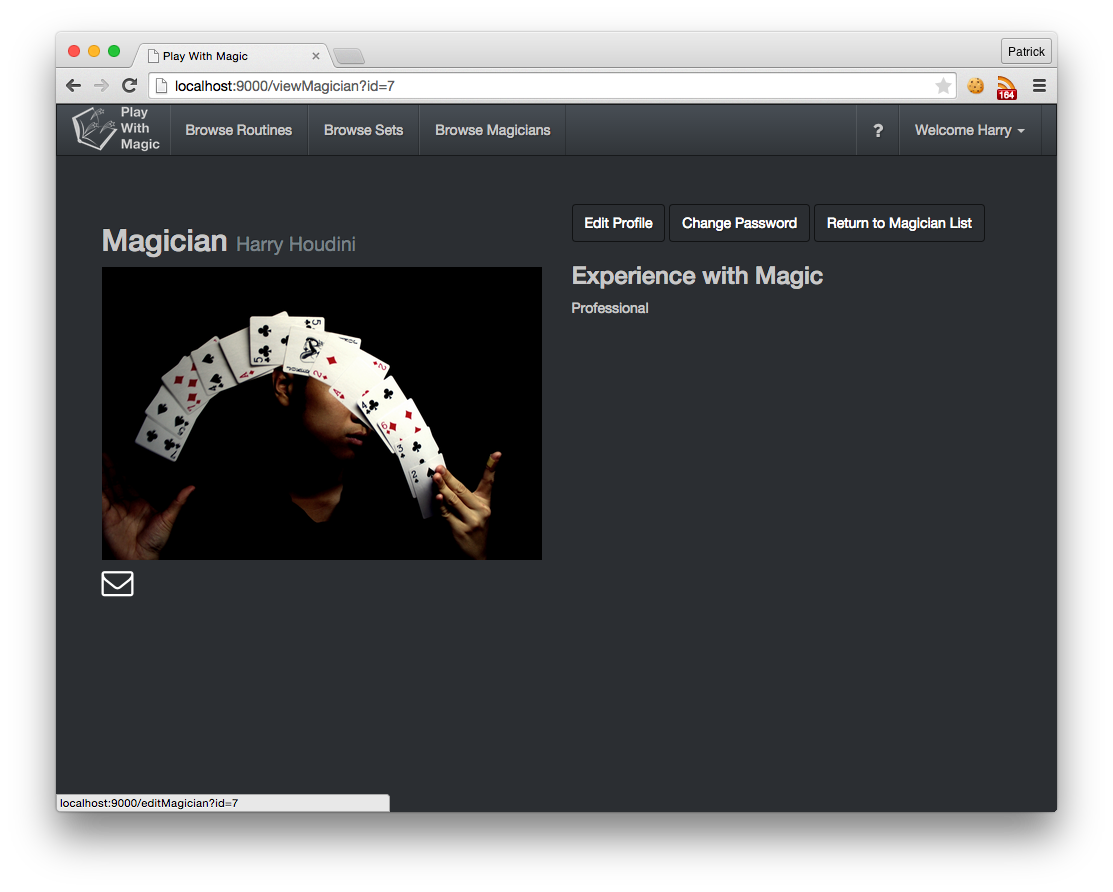 Play With Magic
Patrick
localhost:9000/viewMagician?id=7
164
Play
With
Magic
Browse Routines
Browse Sets
Browse Magicians
?
Welcome Harry
Edit Profile
Change Password
Return to Magician List
Magician Harry Houdini
Experience with Magic
Professional
localhost:9000/editMagician?id=7